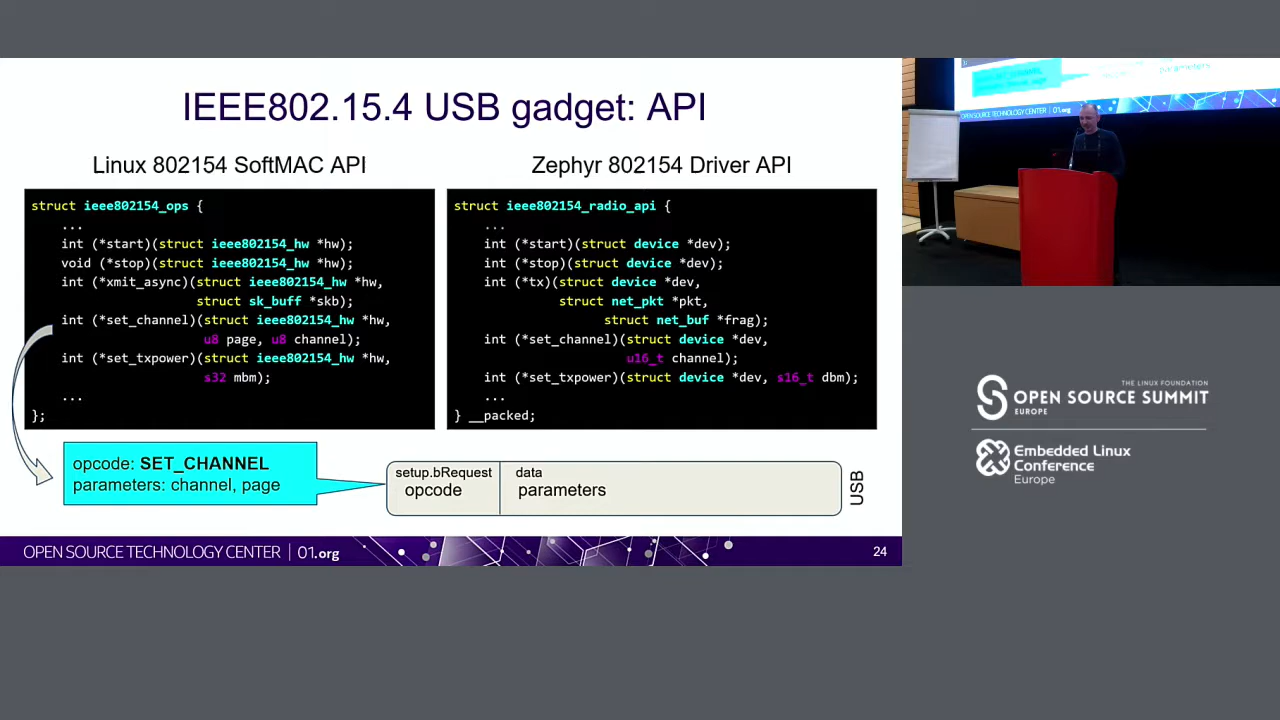 IEEE802.15.4 USB gadget: API
Linux 802154 SoftMAC API
struct ieee802154_ops {
...
int (*start)(struct ieee802154_hw *hw);
void (*stop)(struct ieee802154_hw *hw);
int (*xmit_async)(struct ieee802154_hw *hw,
struct sk_buff *skb);
int (*set_channel)(struct ieee802154_hw *hw,
u8 page, u8 channel);
int (*set_txpower)(struct ieee802154_hw *hw,
s32 mbm);
...
};
Zephyr 802154 Driver API
struct ieee802154_radio_api {
...
int (*start)(struct device *dev);
int (*stop)(struct device *dev);
int (*tx)(struct device *dev,
struct net_pkt *pkt,
struct net_buf *frag);
int (*set_channel)(struct device *dev,
u16_t channel);
int (*set_txpower)(struct device *dev, s16_t dbm);
...
} __packed;
opcode: SET_CHANNEL
parameters: channel, page
setup.bRequest
opcode
data
parameters
USB
OPEN SOURCE TECHNOLOGY CENTER | 01.org
24
OPEN SOURCE TECHNOLOGY CENTER | 01.org
THE LINUX FOUNDATION
OPEN SOURCE SUMMIT
EUROPE
Embedded Linux
Conference
Europe